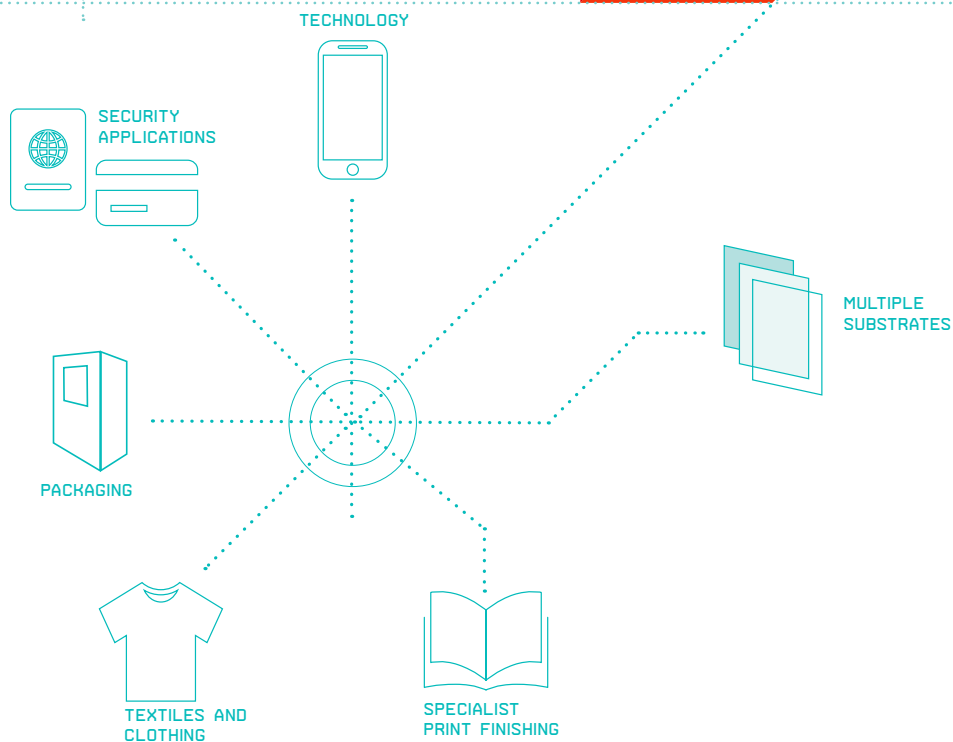 TECHNOLOGY
SECURITY
APPLICATIONS
MULTIPLE
SUBSTRATES
PACKAGING
TEXTILES AND
CLOTHING
SPECIALIST
PRINT FINISHING